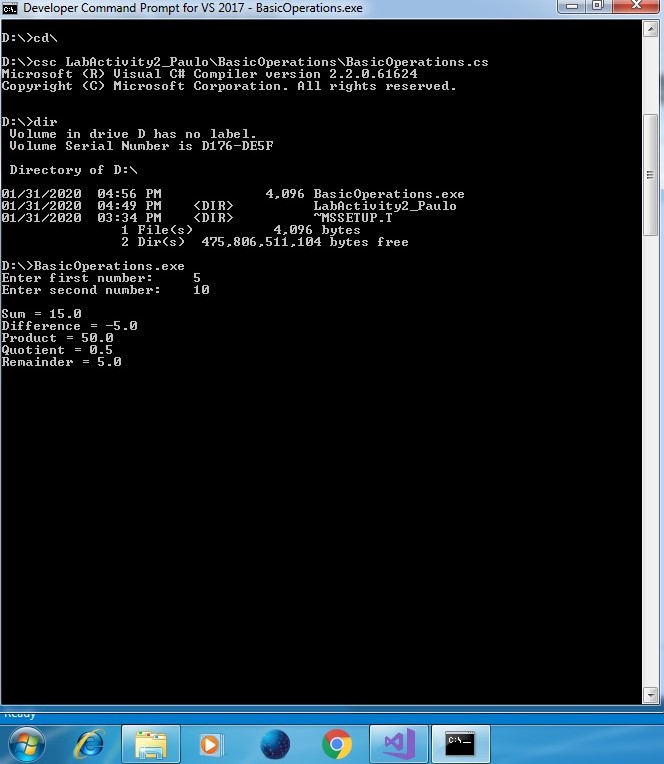 Developer Command Prompt for VS 2017 - BasicOperations.exe
D:\>cd\
D:\>csc LabActivity2_Paulo\BasicOperations\BasicOperations.cs
Microsoft (R) Visual C# Compiler version 2.2.0.61624
Copyright (C) Microsoft Corporation. All rights reserved.
D:\>dir
Volume in drive D has no label.
Volume Serial Number is D176-DE5F
Directory of D:\
01/31/2020 04:56 PM 4,096 BasicOperations.exe
01/31/2020 04:49 PM <DIR> LabActivity2_Paulo
01/31/2020 03:34 PM <DIR> ~MSSETUP.T
1 File(s) 4,096 bytes
2 Dir(s) 475,806,511,104 bytes free
D:\>BasicOperations.exe
Enter first number: 5
Enter second number: 10
Sum = 15.0
Difference = -5.0
Product = 50.0
Quotient = 0.5
Remainder = 5.0
Ready